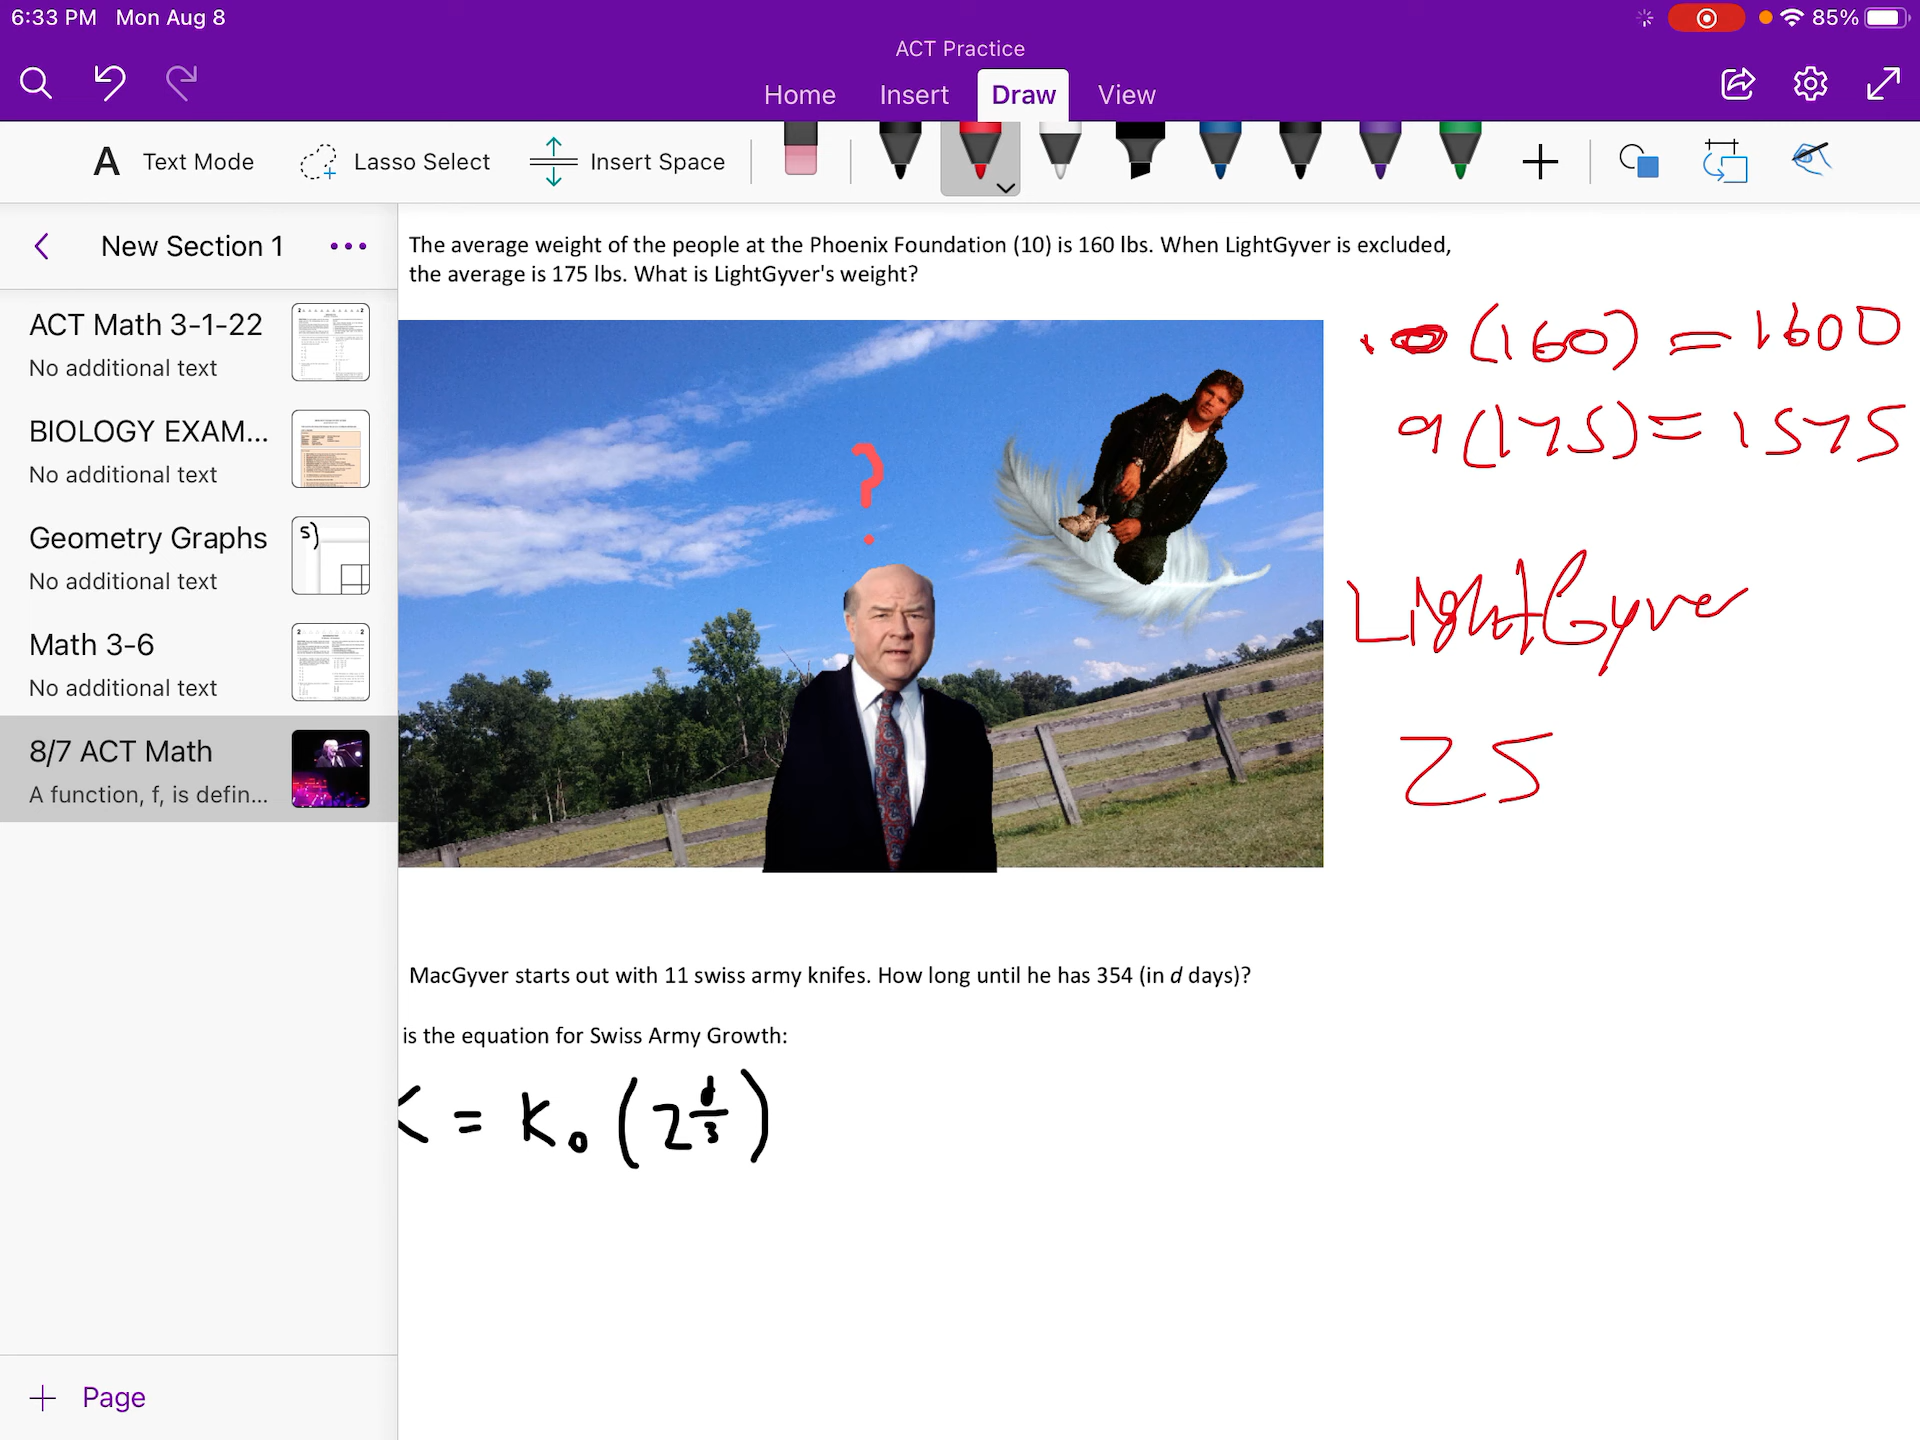 6:33 PM Mon Aug 8
85%
ACT Practice
Home Insert Draw View
A Text Mode Lasso Select Insert Space
New Section 1
ACT Math 3-1-22
No additional text
BIOLOGY EXAM...
No additional text
Geometry Graphs
No additional text
5)
Math 3-6
No additional text
8/7 ACT Math
A function, f, is defin...
+ Page
The average weight of the people at the Phoenix Foundation (10) is 160 lbs. When LightGyver is excluded,
the average is 175 lbs. What is LightGyver's weight?
10(160) = 1600
9(175) = 1575
?
LightGyver
25
MacGyver starts out with 11 swiss army knifes. How long until he has 354 (in d days)?
is the equation for Swiss Army Growth:
K = K₀ (2^(d/3))